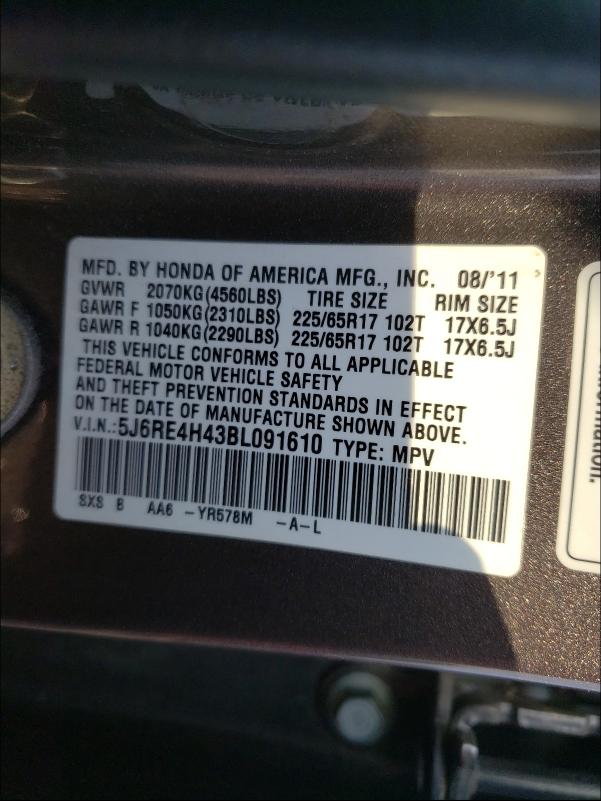 MFD. BY HONDA OF AMERICA MFG., INC. 08/'11
GVWR 2070KG(4560LBS) TIRE SIZE RIM SIZE
GAWR F 1050KG(2310LBS) 225/65R17 102T 17X6.5J
GAWR R 1040KG(2290LBS) 225/65R17 102T 17X6.5J
THIS VEHICLE CONFORMS TO ALL APPLICABLE
FEDERAL MOTOR VEHICLE SAFETY
AND THEFT PREVENTION STANDARDS IN EFFECT
ON THE DATE OF MANUFACTURE SHOWN ABOVE.
V.I.N.:5J6RE4H43BL091610 TYPE: MPV
SXS B AA6 -YR578M -A-L
rmation.